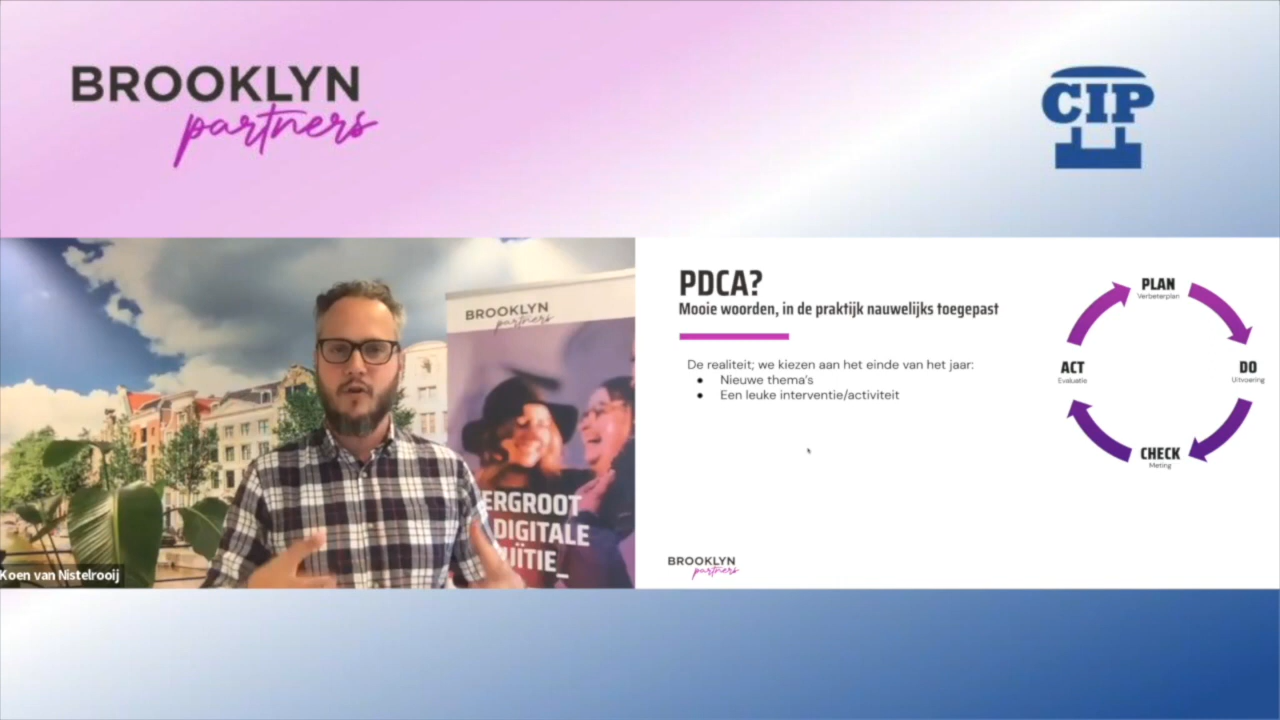 BROOKLYN
partners
CIP
BROOKLYN
partners
ERGROOT
DIGITALE
UÏTIE_
Koen van Nistelrooij
PDCA?
Mooie woorden, in de praktijk nauwelijks toegepast
De realiteit; we kiezen aan het einde van het jaar:
● Nieuwe thema's
● Een leuke interventie/activiteit
PLAN
Verbeterplan
ACT
Evaluatie
DO
Uitvoering
CHECK
Meting
BROOKLYN
partners